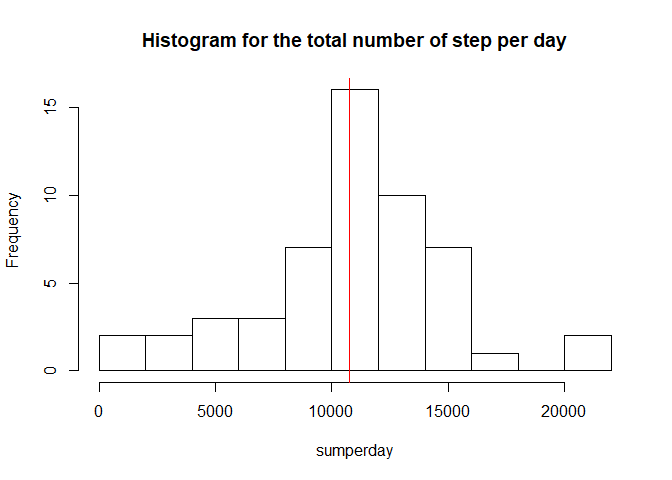 Histogram for the total number of step per day
Frequency
15
10
5
0
0 5000 10000 15000 20000
sumperday